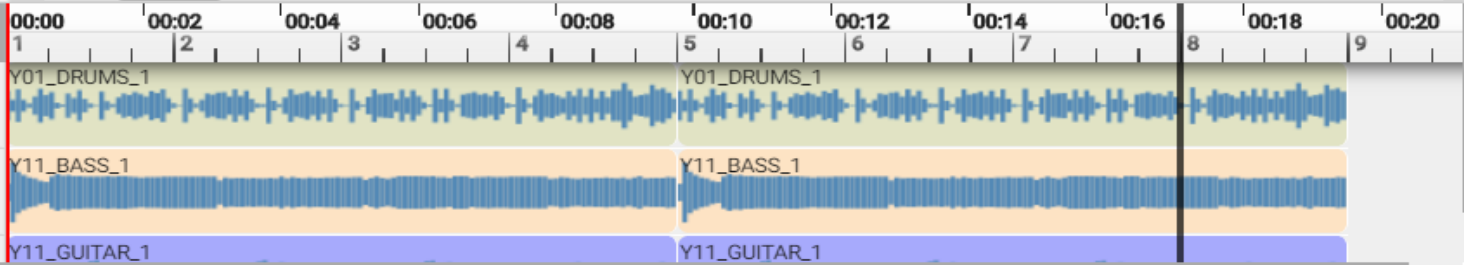 00:00 00:02 00:04 00:06 00:08 00:10 00:12 00:14 00:16 00:18 00:20
1 2 3 4 5 6 7 8 9
Y01_DRUMS_1 Y01_DRUMS_1
Y11_BASS_1 Y11_BASS_1
Y11_GUITAR_1 Y11_GUITAR_1